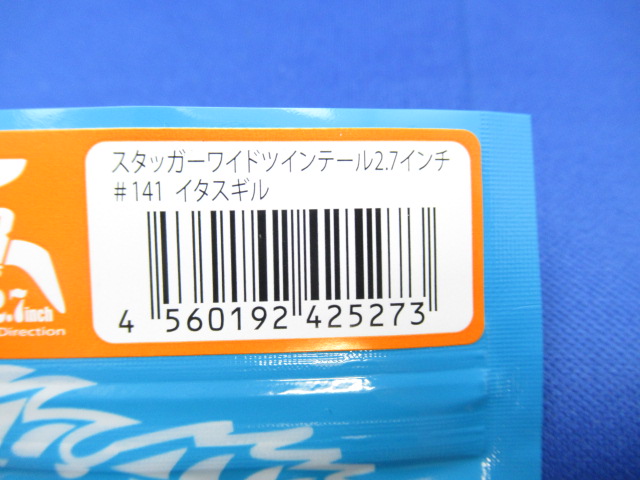 スタッガーワイドツインテール2.7インチ
#141 イタスギル
4 560192 425273
.7inch
Direction